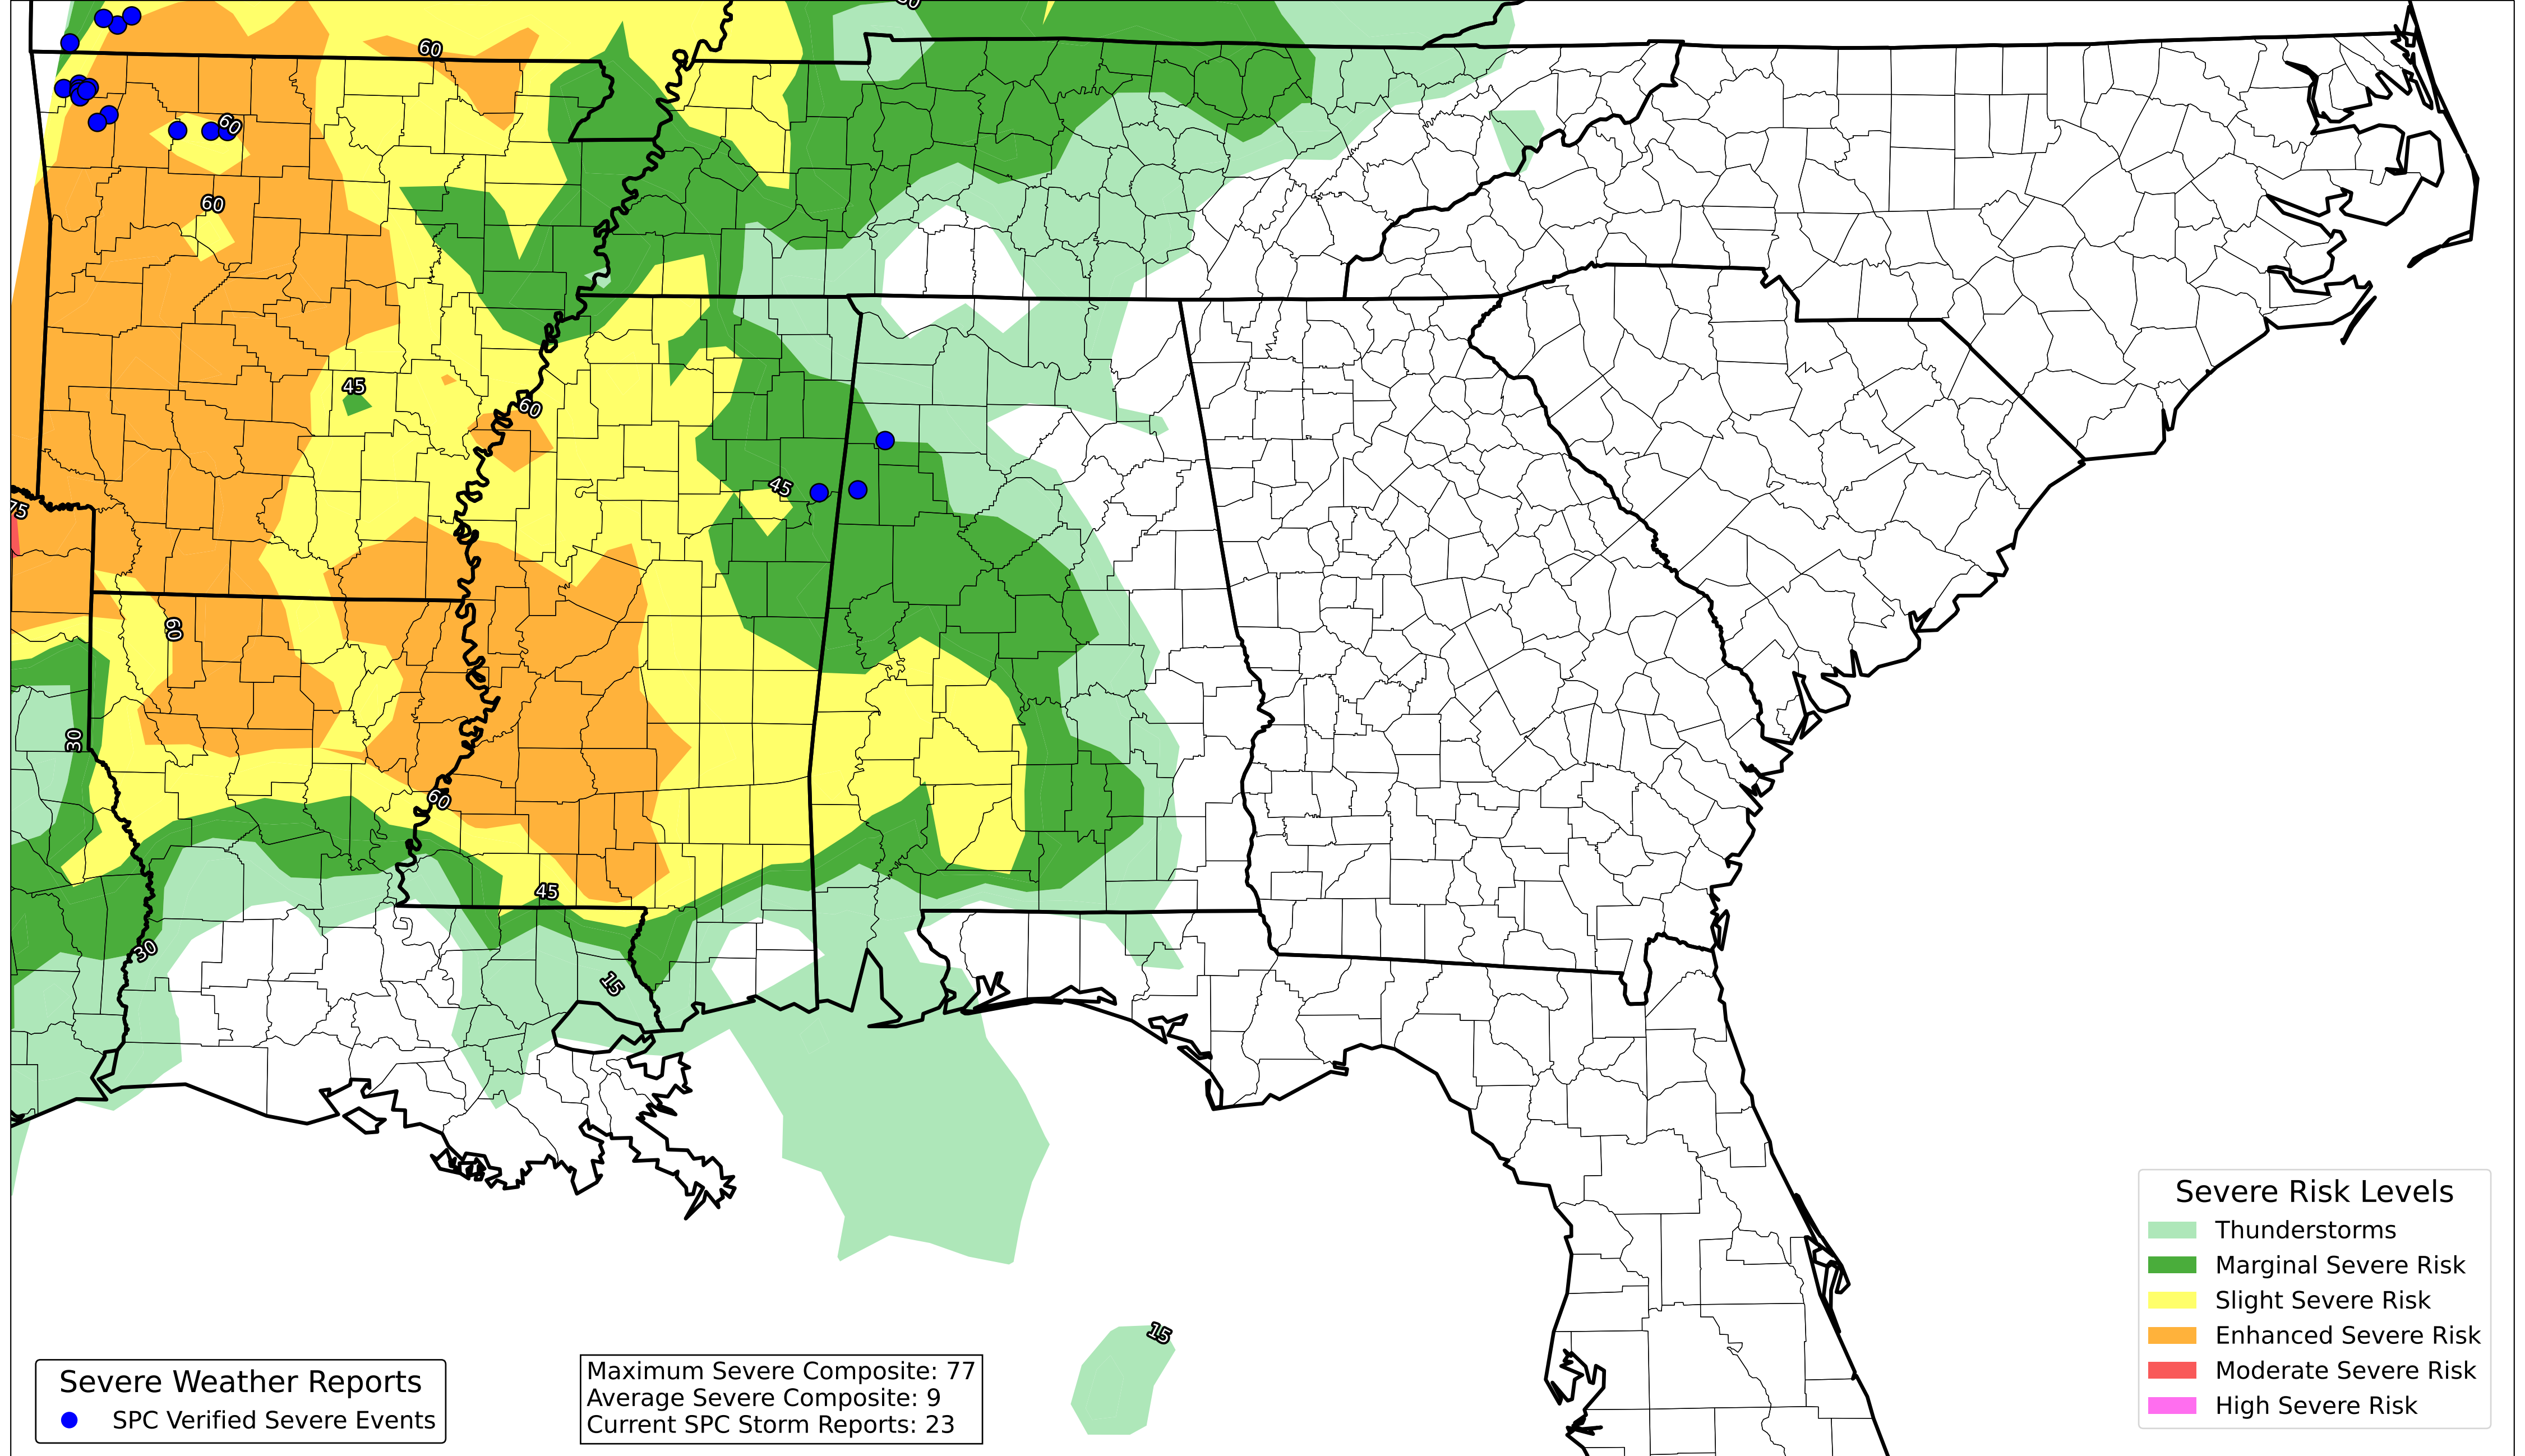 60
60
60
45
60
75
45
60
30
60
45
30
15
15
Severe Risk Levels
Thunderstorms
Marginal Severe Risk
Slight Severe Risk
Enhanced Severe Risk
Moderate Severe Risk
High Severe Risk
Severe Weather Reports
SPC Verified Severe Events
Maximum Severe Composite: 77
Average Severe Composite: 9
Current SPC Storm Reports: 23